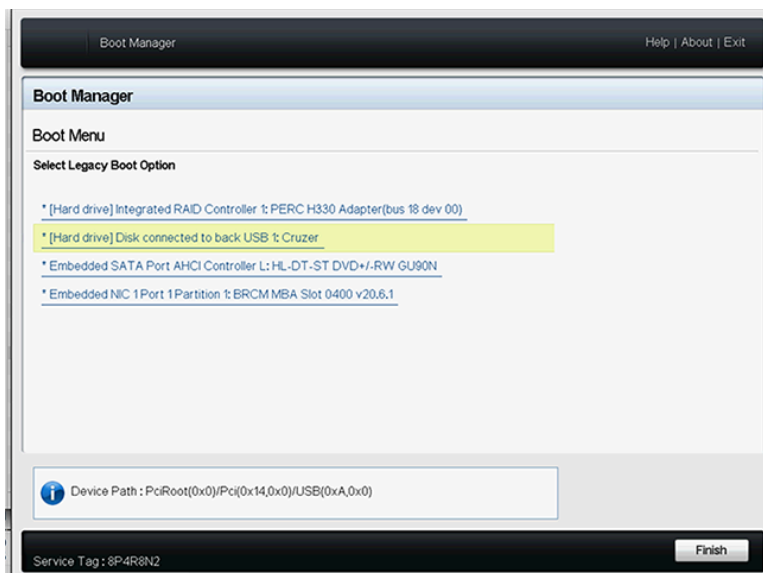 Boot Manager
Help | About | Exit
Boot Manager
Boot Menu
Select Legacy Boot Option
* [Hard drive] Integrated RAID Controller 1: PERC H330 Adapter(bus 18 dev 00)
* [Hard drive] Disk connected to back USB 1: Cruzer
* Embedded SATA Port AHCI Controller L: HL-DT-ST DVD+/-RW GU90N
* Embedded NIC 1 Port 1 Partition 1: BRCM MBA Slot 0400 v20.6.1
Device Path : PciRoot(0x0)/Pci(0x14,0x0)/USB(0xA,0x0)
Service Tag : 8P4R8N2
Finish